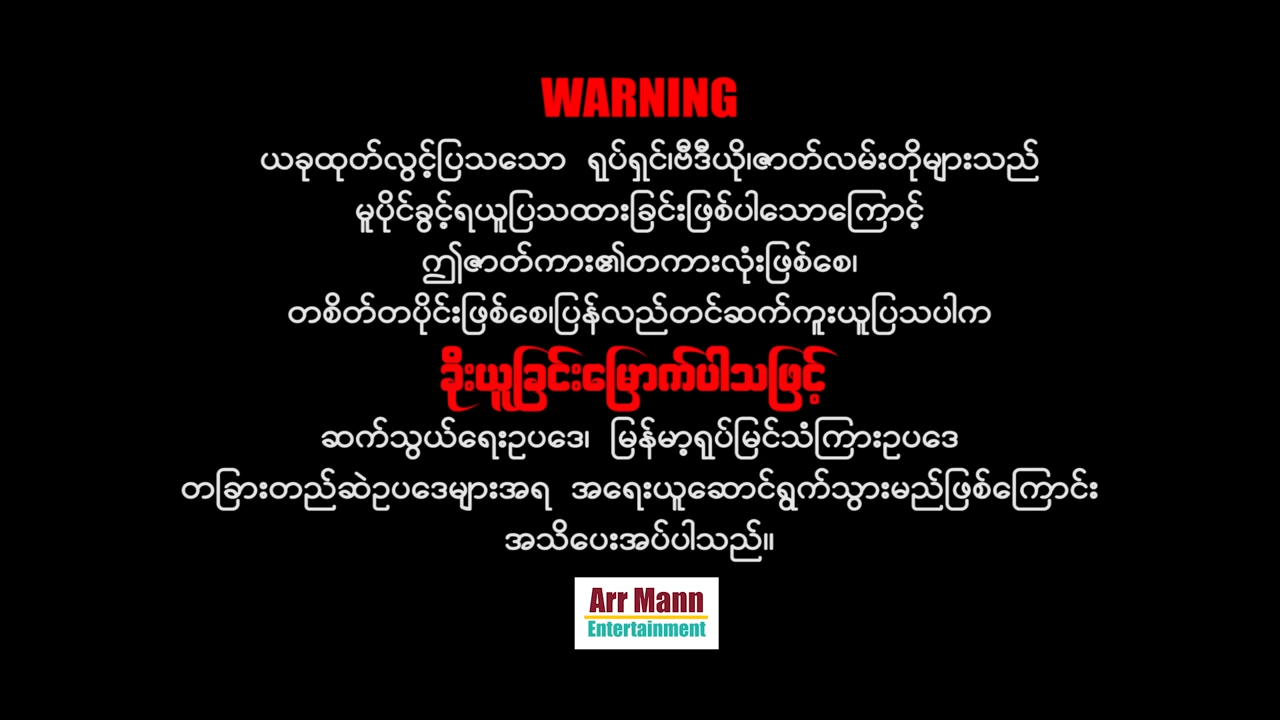 WARNING
ယခုထုတ်လွင့်ပြသသော ရုပ်ရှင်၊ဗီဒီယို၊ဇာတ်လမ်းတိုများသည်
မူပိုင်ခွင့်ရယူပြသထားခြင်းဖြစ်ပါသောကြောင့်
ဤဇာတ်ကား၏တကားလုံးဖြစ်စေ၊
တစိတ်တပိုင်းဖြစ်စေ၊ပြန်လည်တင်ဆက်ကူးယူပြသပါက
ခိုးယူခြင်းမြောက်ပါသဖြင့်
ဆက်သွယ်ရေးဥပဒေ၊ မြန်မာ့ရုပ်မြင်သံကြားဥပဒေ
တခြားတည်ဆဲဥပဒေများအရ အရေးယူဆောင်ရွက်သွားမည်ဖြစ်ကြောင်း
အသိပေးအပ်ပါသည်။
Arr Mann
Entertainment